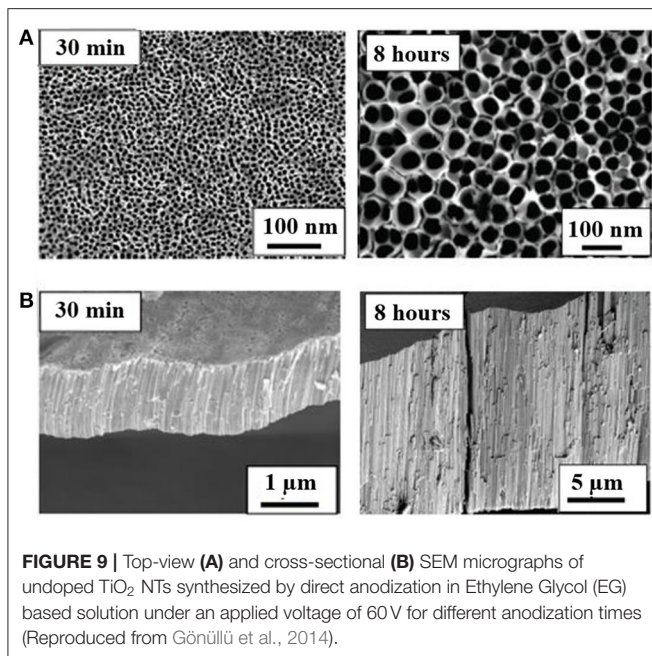 A
30 min
8 hours
100 nm
100 nm
B
30 min
8 hours
1 µm
5 µm
FIGURE 9 | Top-view (A) and cross-sectional (B) SEM micrographs of
undoped TiO₂ NTs synthesized by direct anodization in Ethylene Glycol (EG)
based solution under an applied voltage of 60 V for different anodization times
(Reproduced from Gönüllü et al., 2014).